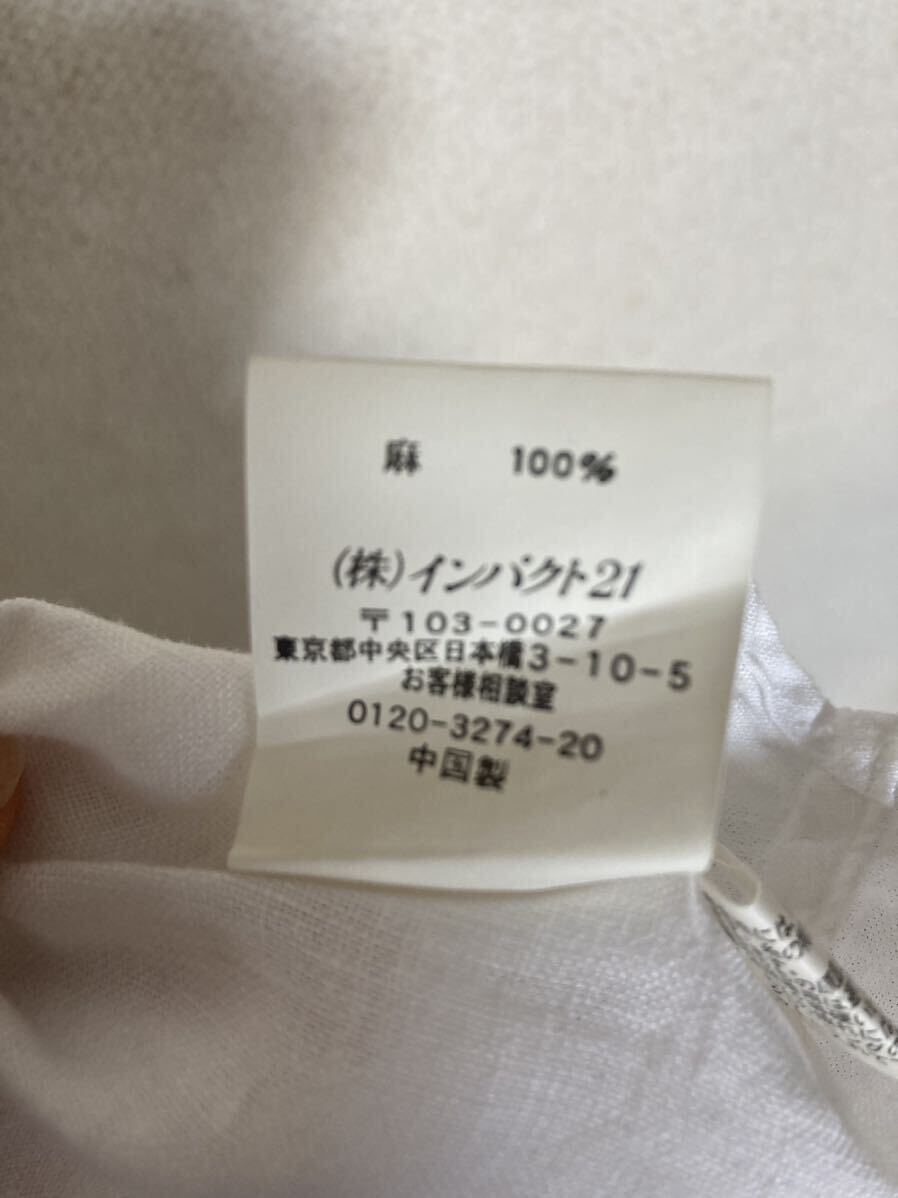 麻 100%
(株)インパクト21
〒103-0027
東京都中央区日本橋3-10-5
お客様相談室
0120-3274-20
中国製